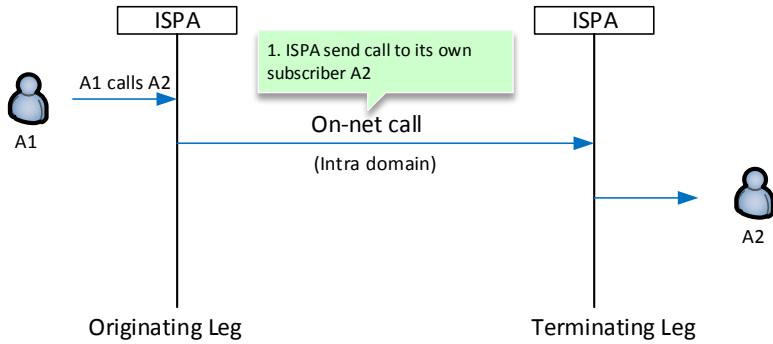 ISPA
ISPA
1. ISPA send call to its own
subscriber A2
A1 calls A2
On-net call
A1
(Intra domain)
A2
Originating Leg
Terminating Leg